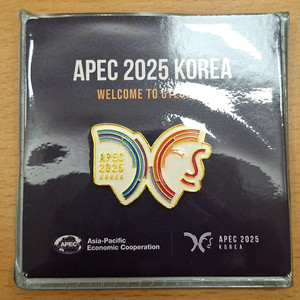 APEC 2025 KOREA
WELCOME TO
APEC
2025
KOREA
APEC
Asia-Pacific
Economic Cooperation
APEC 2025
KOREA